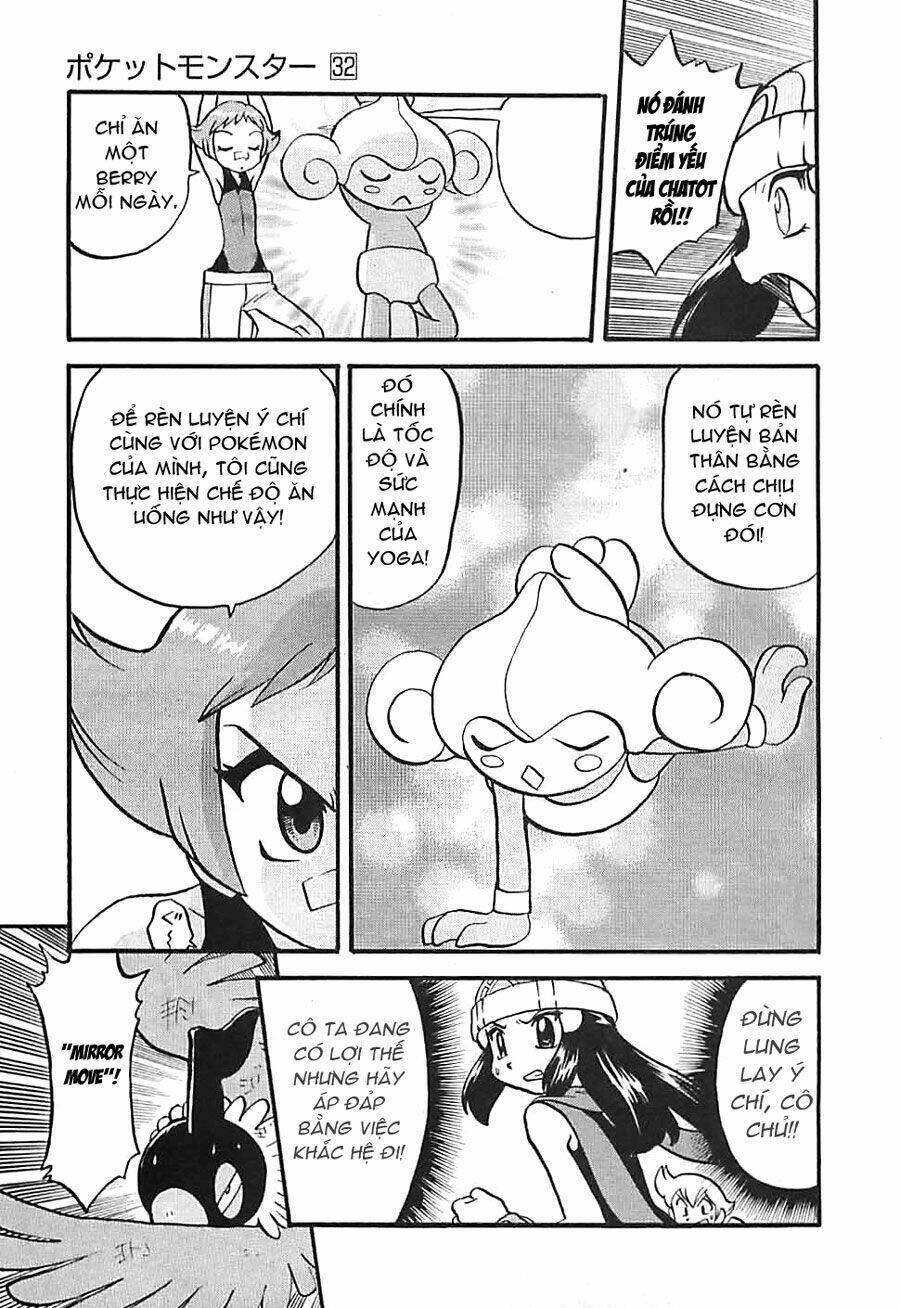 ポケットモンスター 32
NÓ ĐÁNH
TRÚNG
ĐIỂM YẾU
CỦA CHATOT
RỒI!!
CHỈ ĂN
MỘT
BERRY
MỖI NGÀY.
NÓ TỰ RÈN
LUYỆN BẢN
THÂN BẰNG
CÁCH CHỊU
ĐỰNG CƠN
ĐÓI!
ĐÓ
CHÍNH
LÀ TỐC
ĐỘ VÀ
SỨC
MẠNH
CỦA
YOGA!
ĐỂ RÈN LUYỆN Ý CHÍ
CÙNG VỚI POKÉMON
CỦA MÌNH, TÔI CŨNG
THỰC HIỆN CHẾ ĐỘ ĂN
UỐNG NHƯ VẬY!
ĐỪNG
LUNG
LAY Ý
CHÍ, CÔ
CHỦ!!
CÔ TA ĐANG
CÓ LỢI THẾ
NHƯNG HÃY
ÁP ĐẢP
BẰNG VIỆC
KHẮC HỆ ĐI!
"MIRROR
MOVE"!